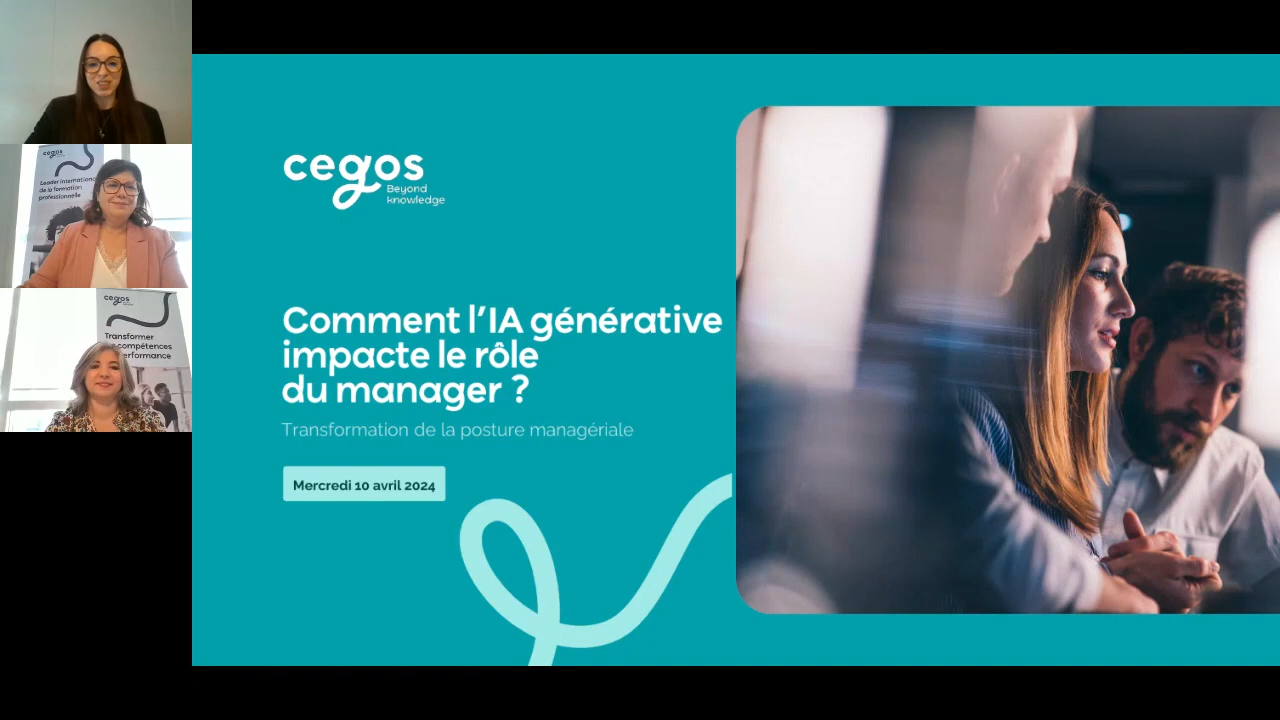 cegos
Leader international
de la formation
professionnelle
cegos
Transformer
compétences
performance
cegos
Beyond
knowledge
Comment l'IA générative
impacte le rôle
du manager ?
Transformation de la posture managériale
Mercredi 10 avril 2024